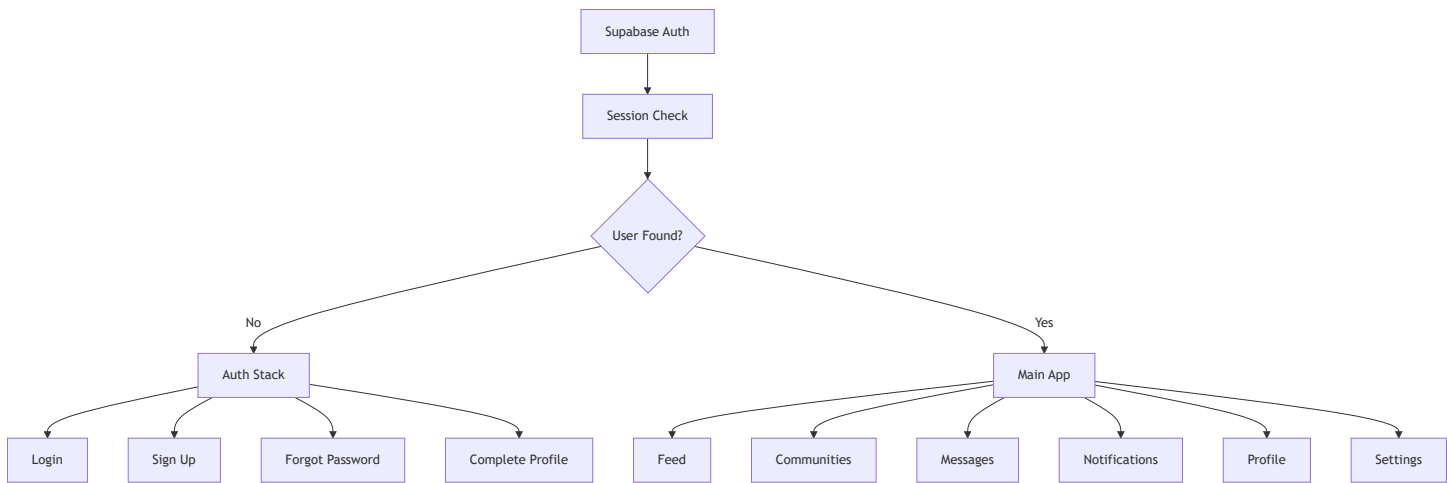 Supabase Auth
Session Check
User Found?
No
Yes
Auth Stack
Main App
Login
Sign Up
Forgot Password
Complete Profile
Feed
Communities
Messages
Notifications
Profile
Settings